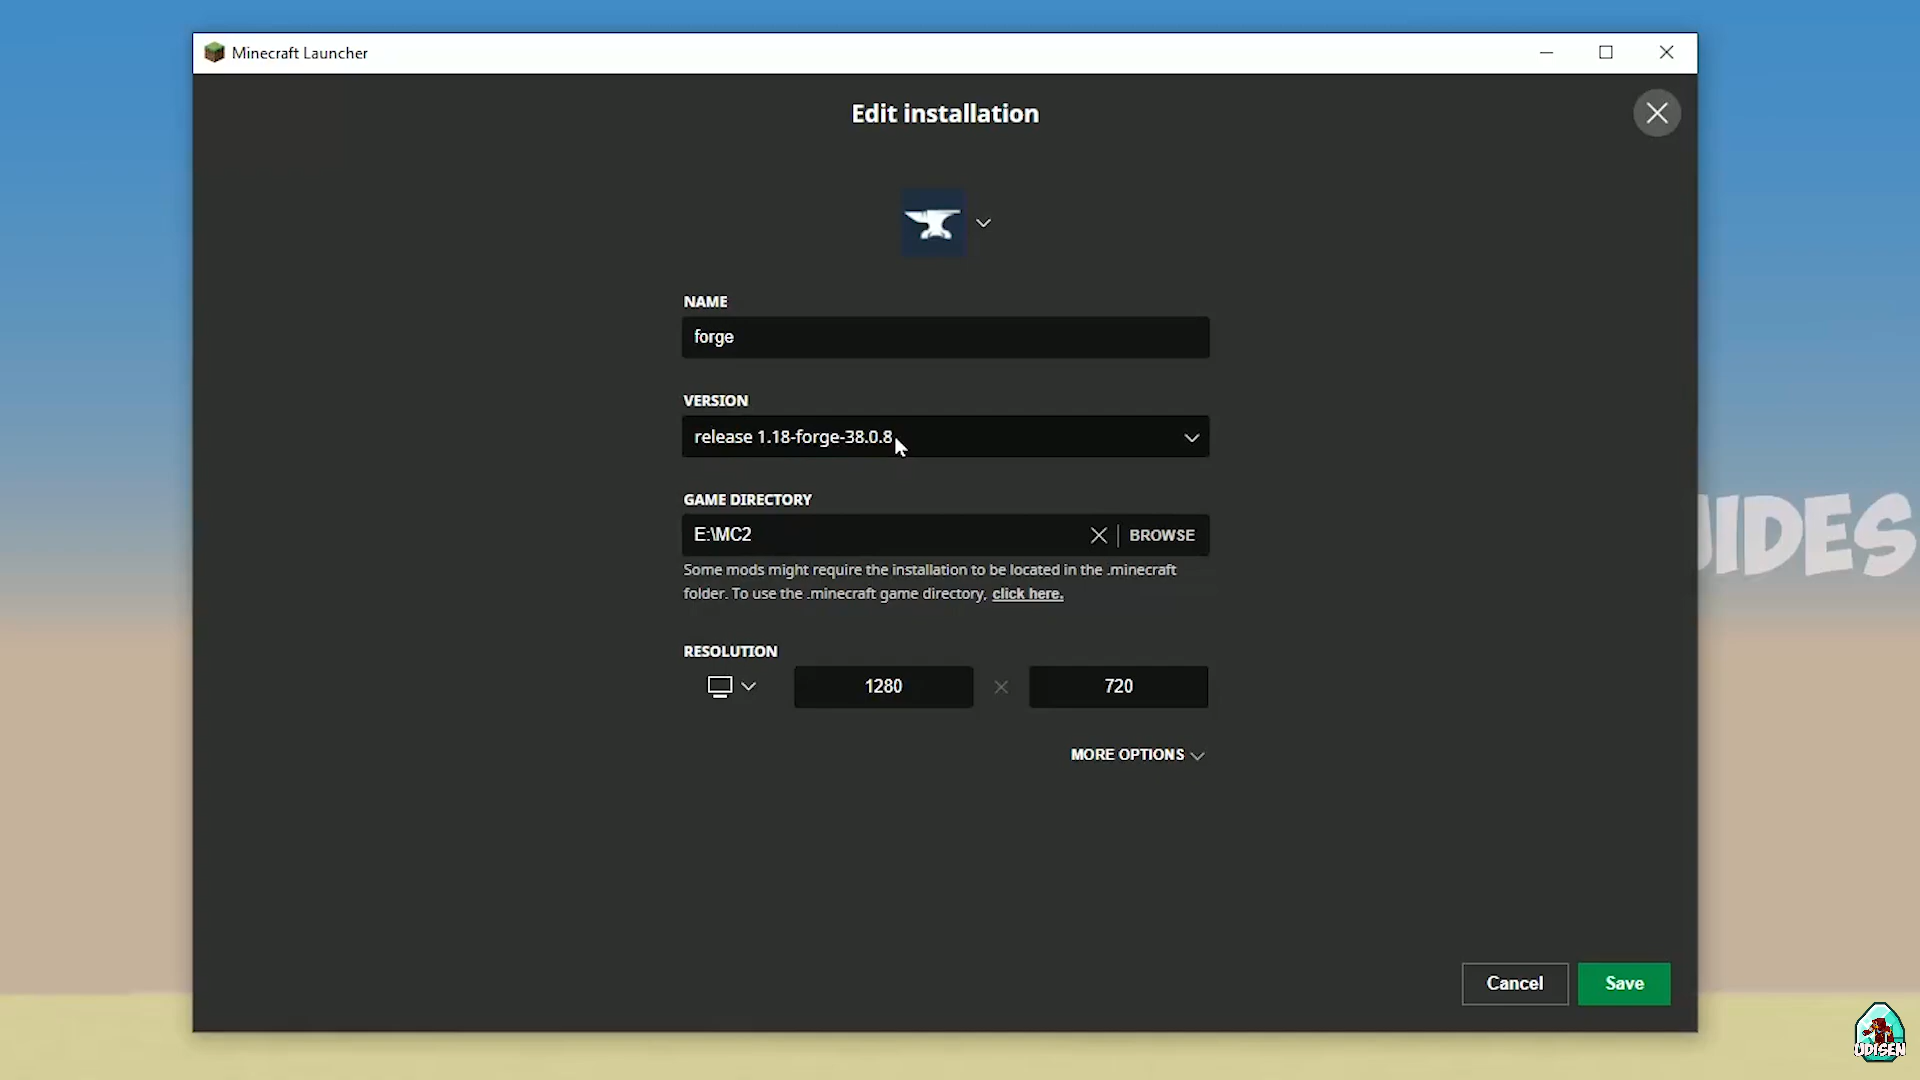 Minecraft Launcher
Edit installation
NAME
forge
VERSION
release 1.18-forge-38.0.8
GAME DIRECTORY
E:\MC2
BROWSE
Some mods might require the installation to be located in the .minecraft
folder. To use the .minecraft game directory, click here.
RESOLUTION
1280
720
MORE OPTIONS
Cancel
Save
UDISEN